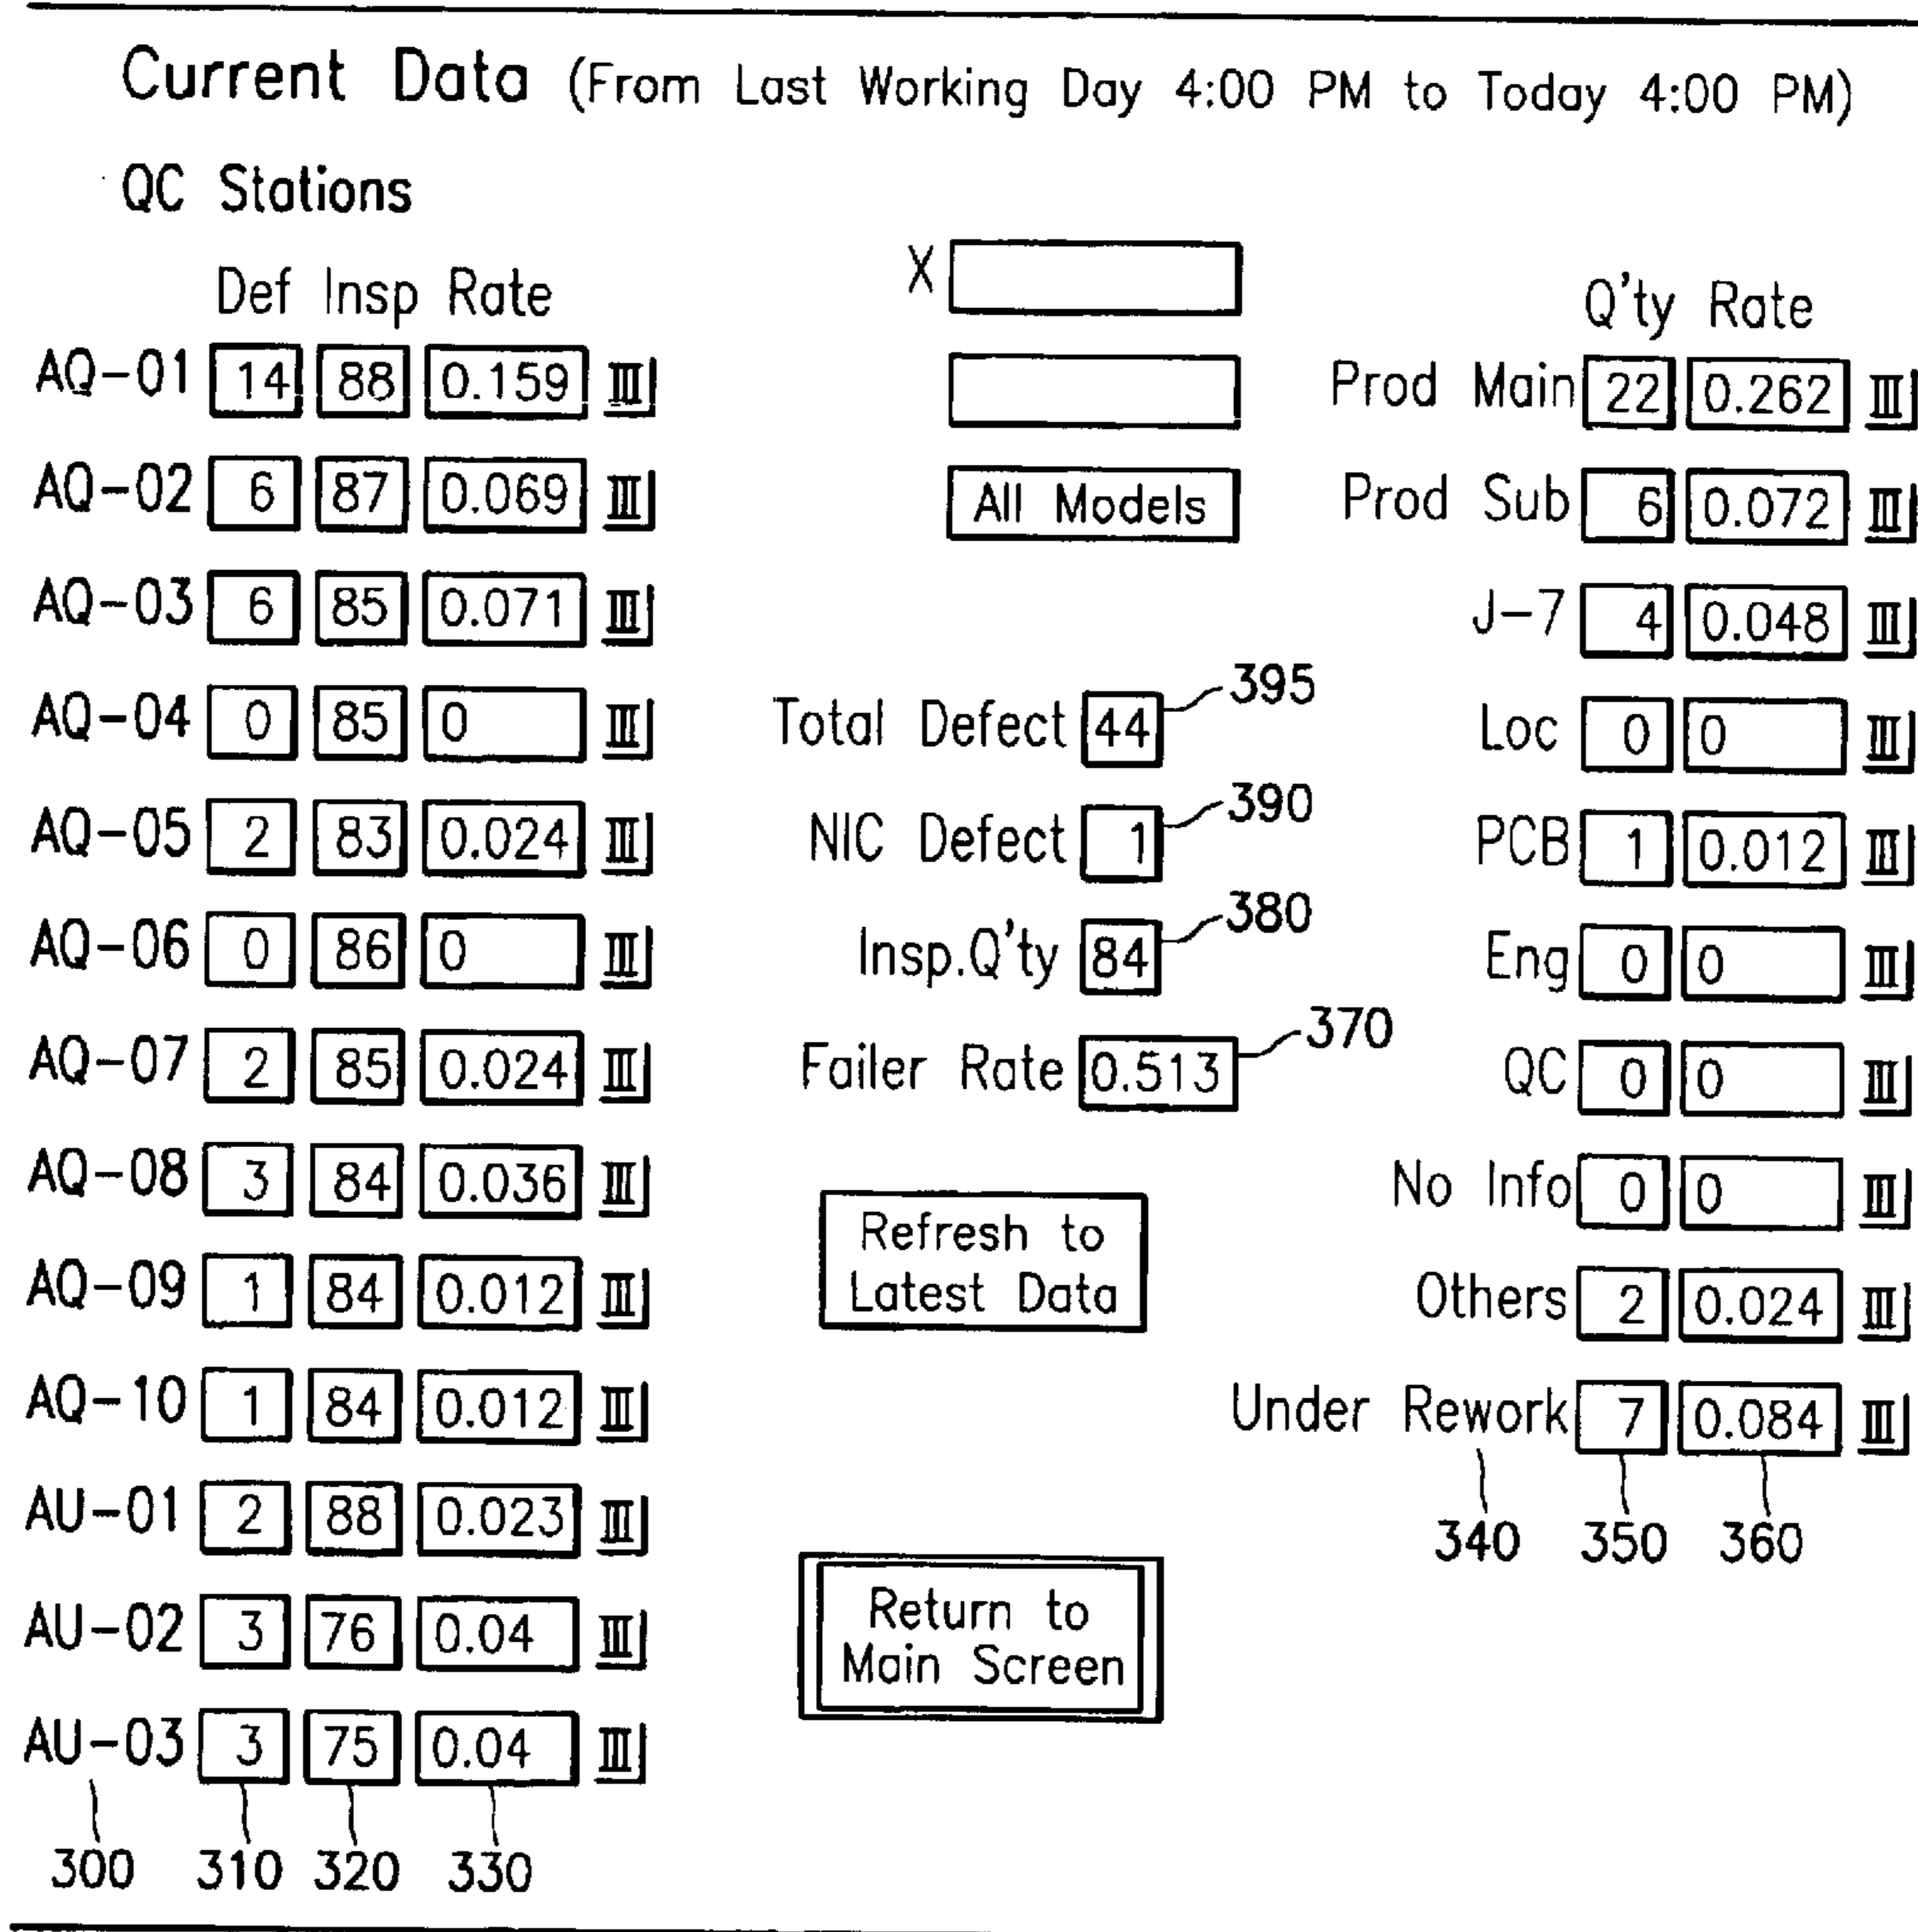 Current Data (From Last Working Day 4:00 PM to Today 4:00 PM)
QC Stations
Def Insp Rate
AQ-01 14 88 0.159 III
AQ-02 6 87 0.069 III
AQ-03 6 85 0.071 III
AQ-04 0 85 0 III
AQ-05 2 83 0.024 III
AQ-06 0 86 0 III
AQ-07 2 85 0.024 III
AQ-08 3 84 0.036 III
AQ-09 1 84 0.012 III
AQ-10 1 84 0.012 III
AU-01 2 88 0.023 III
AU-02 3 76 0.04 III
AU-03 3 75 0.04 III
300 310 320 330
X
All Models
Total Defect 44 395
NIC Defect 1 390
Insp.Q'ty 84 380
Failer Rate 0.513 370
Refresh to
Latest Data
Return to
Main Screen
Q'ty Rate
Prod Main 22 0.262 III
Prod Sub 6 0.072 III
J-7 4 0.048 III
Loc 0 0 III
PCB 1 0.012 III
Eng 0 0 III
QC 0 0 III
No Info 0 0 III
Others 2 0.024 III
Under Rework 7 0.084 III
340 350 360